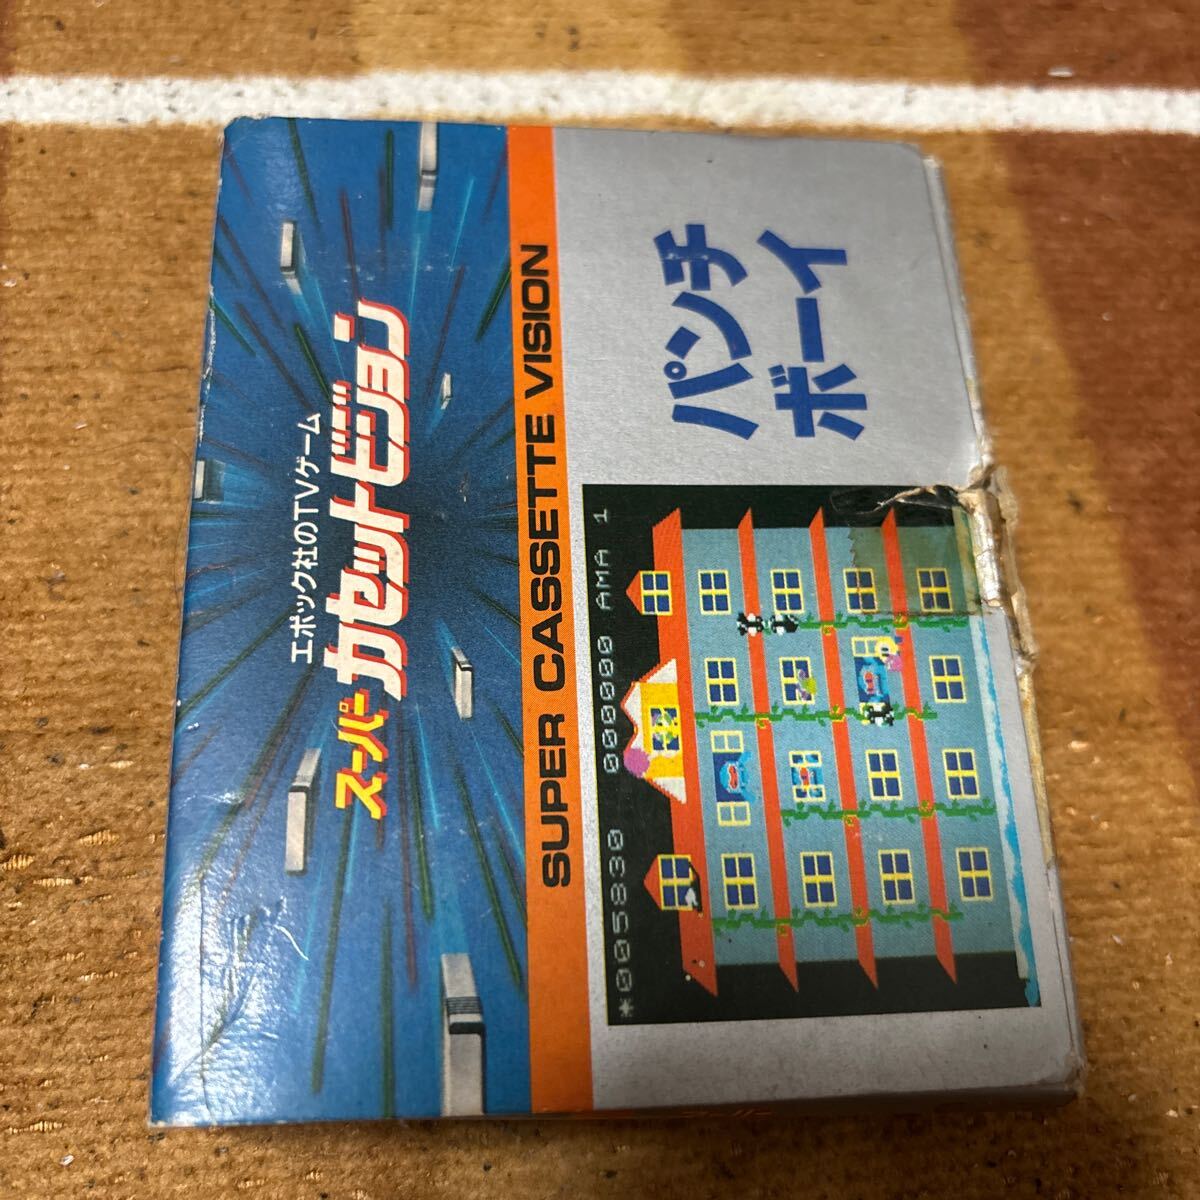 エポック社のTVゲーム
スーパー カセットビジョン
SUPER CASSETTE VISION
パンチ
ボーイ
*005830 000000 AMA 1